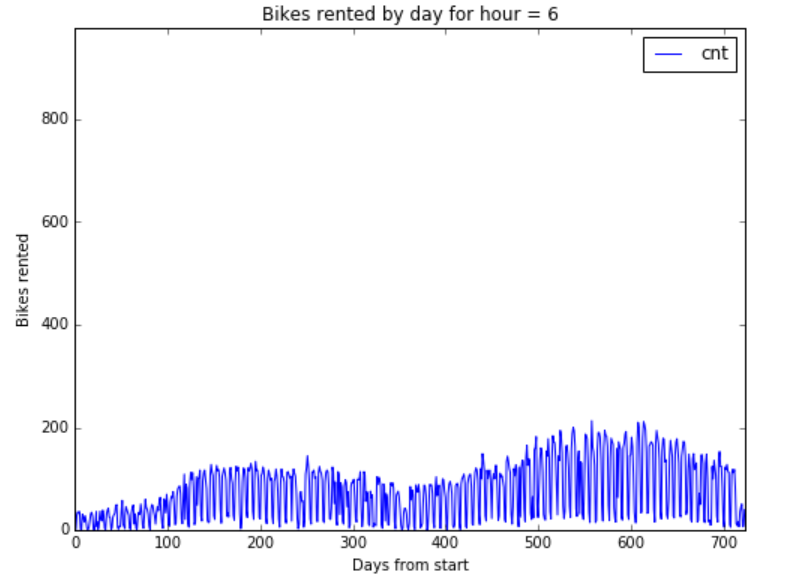 Bikes rented by day for hour = 6
cnt
800
600
400
200
0
Bikes rented
0 100 200 300 400 500 600 700
Days from start